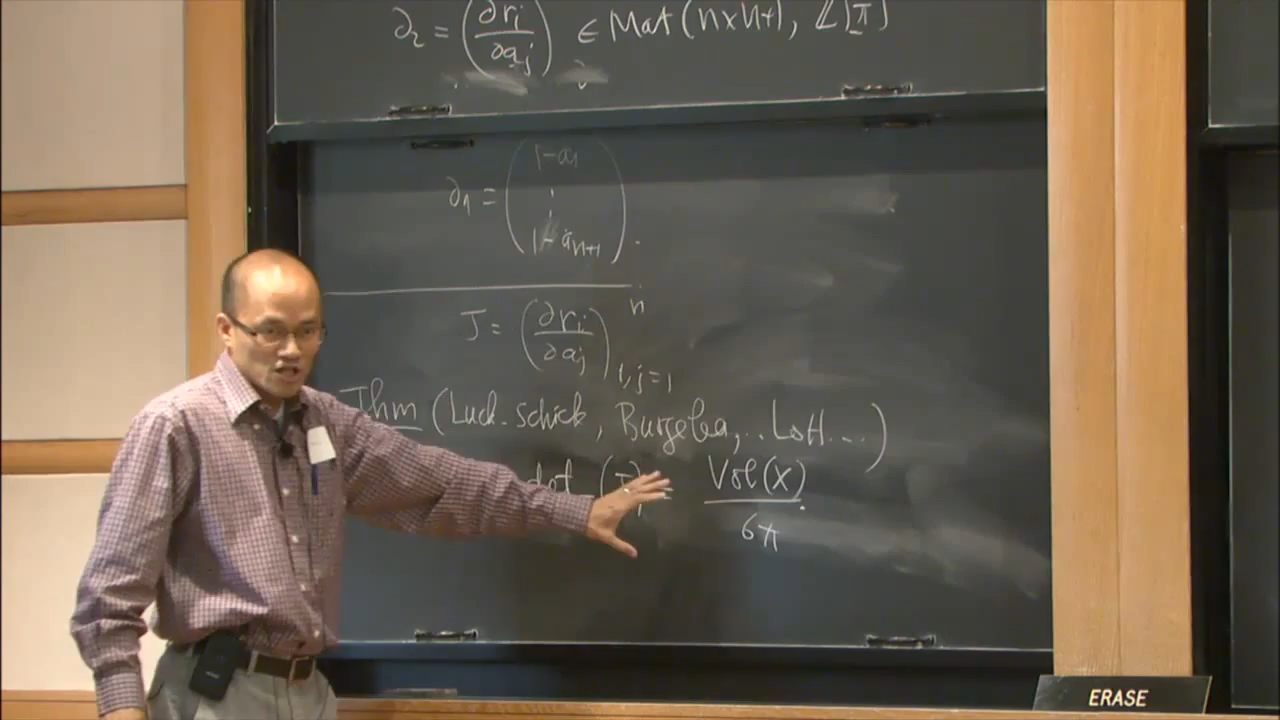 ∂₂ = (∂rᵢ/∂aⱼ) ∈ Mat(n×n+1, ℤ[π]
∂₁ = (1-a₁ ⋮ 1-aₙ₊₁).
J = (∂rᵢ/∂aⱼ)ⁿᵢ,ⱼ₌₁
Thm (Luck-Schick, Burgelea, .. Lott ...)
det (J) = Vol(X)/6π.
ERASE